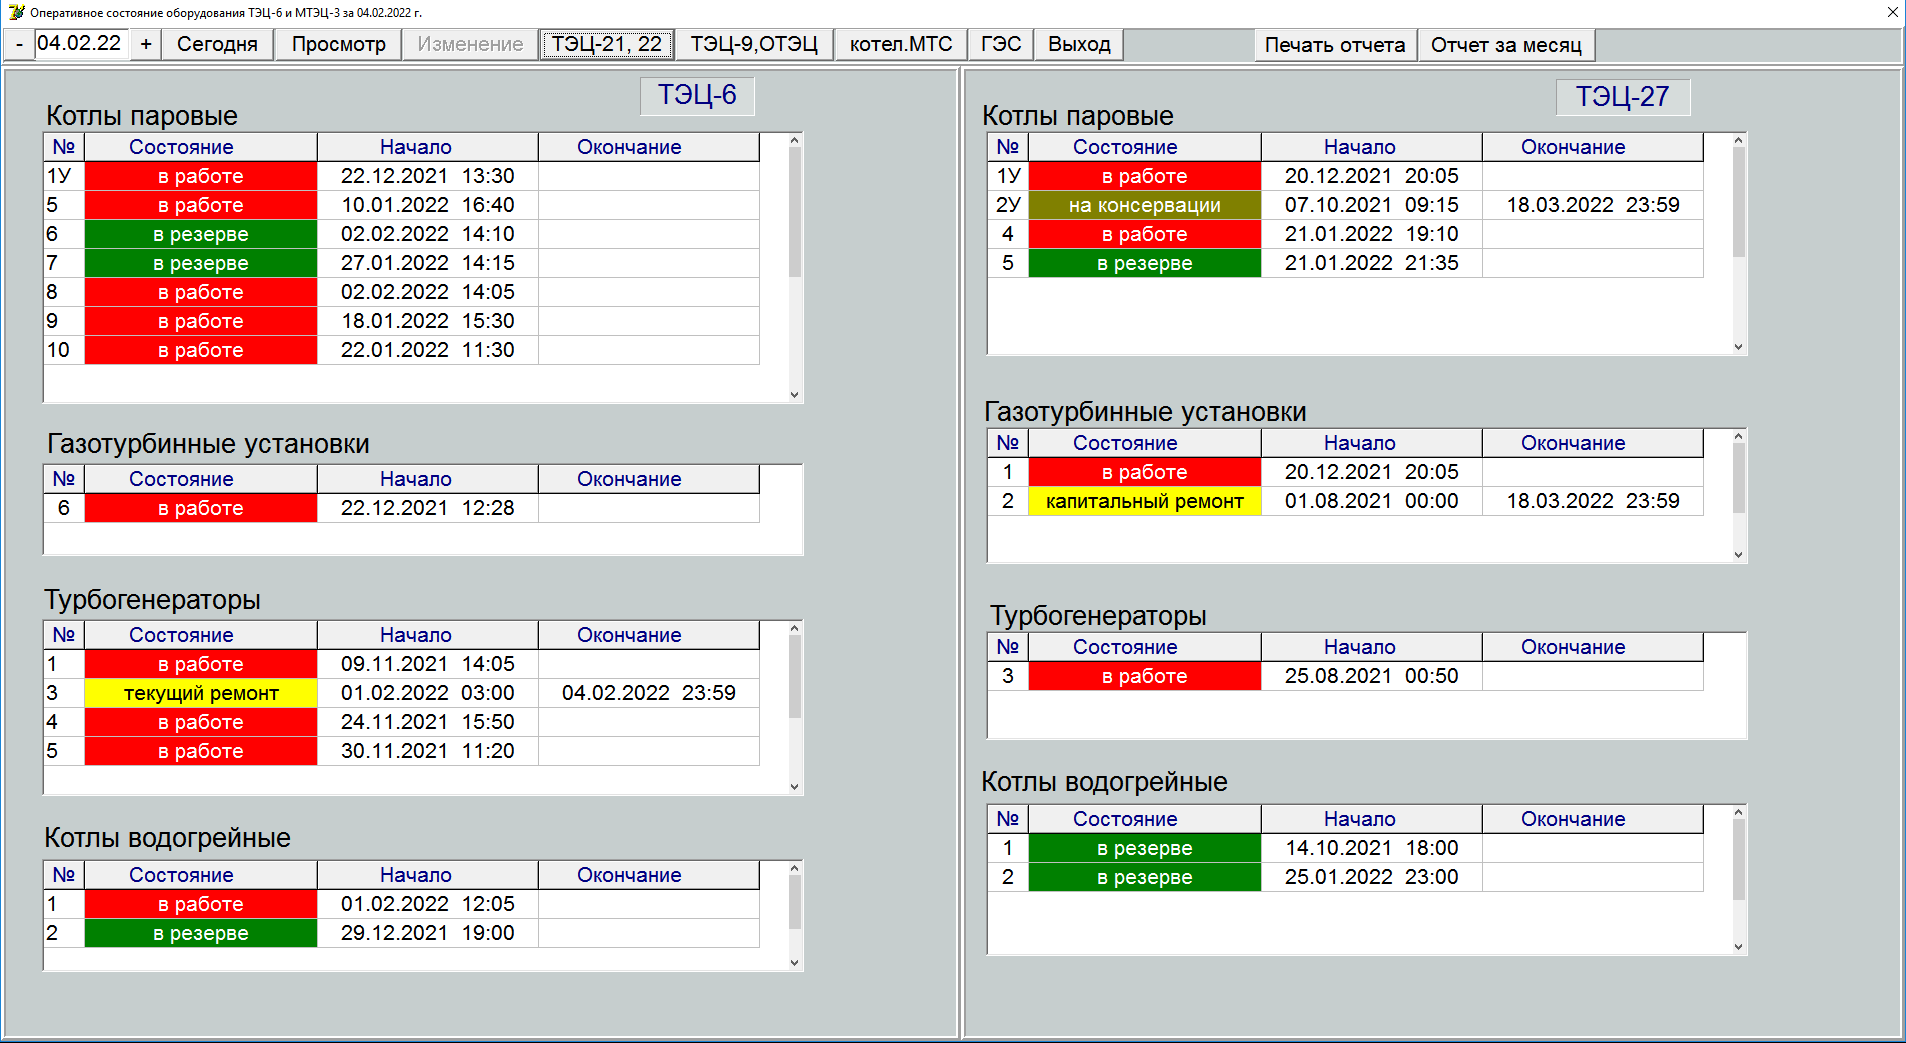 Оперативное состояние оборудования ТЭЦ-6 и МТЭЦ-3 за 04.02.2022 г.
- 04.02.22 + Сегодня Просмотр Изменение ТЭЦ-21, 22 ТЭЦ-9,ОТЭЦ котел.МТС ГЭС Выход Печать отчета Отчет за месяц
ТЭЦ-6
Котлы паровые
№ Состояние Начало Окончание
1У в работе 22.12.2021 13:30
5 в работе 10.01.2022 16:40
6 в резерве 02.02.2022 14:10
7 в резерве 27.01.2022 14:15
8 в работе 02.02.2022 14:05
9 в работе 18.01.2022 15:30
10 в работе 22.01.2022 11:30
Газотурбинные установки
№ Состояние Начало Окончание
6 в работе 22.12.2021 12:28
Турбогенераторы
№ Состояние Начало Окончание
1 в работе 09.11.2021 14:05
3 текущий ремонт 01.02.2022 03:00 04.02.2022 23:59
4 в работе 24.11.2021 15:50
5 в работе 30.11.2021 11:20
Котлы водогрейные
№ Состояние Начало Окончание
1 в работе 01.02.2022 12:05
2 в резерве 29.12.2021 19:00
ТЭЦ-27
Котлы паровые
№ Состояние Начало Окончание
1У в работе 20.12.2021 20:05
2У на консервации 07.10.2021 09:15 18.03.2022 23:59
4 в работе 21.01.2022 19:10
5 в резерве 21.01.2022 21:35
Газотурбинные установки
№ Состояние Начало Окончание
1 в работе 20.12.2021 20:05
2 капитальный ремонт 01.08.2021 00:00 18.03.2022 23:59
Турбогенераторы
№ Состояние Начало Окончание
3 в работе 25.08.2021 00:50
Котлы водогрейные
№ Состояние Начало Окончание
1 в резерве 14.10.2021 18:00
2 в резерве 25.01.2022 23:00